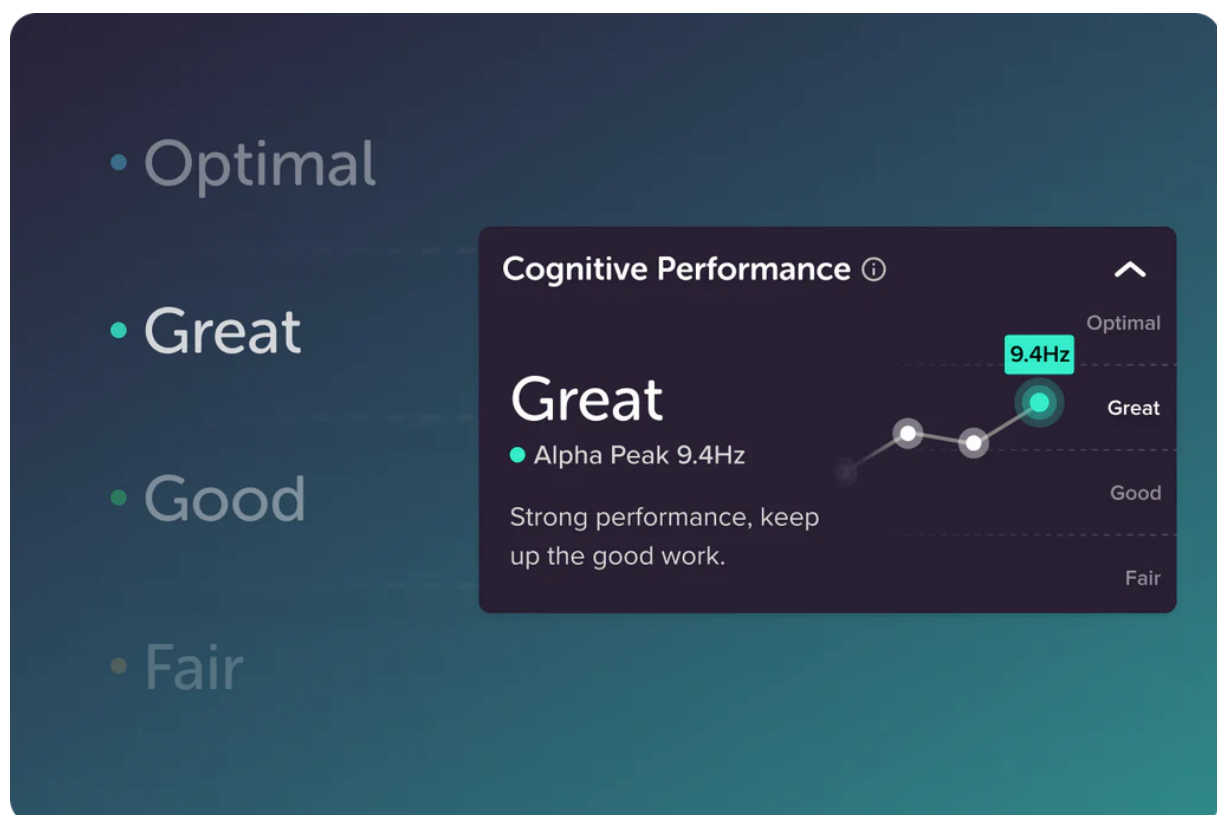 Optimal
Great
Good
Fair
Cognitive Performance
Optimal
9.4Hz
Great
Great
Alpha Peak 9.4Hz
Good
Strong performance, keep
up the good work.
Fair